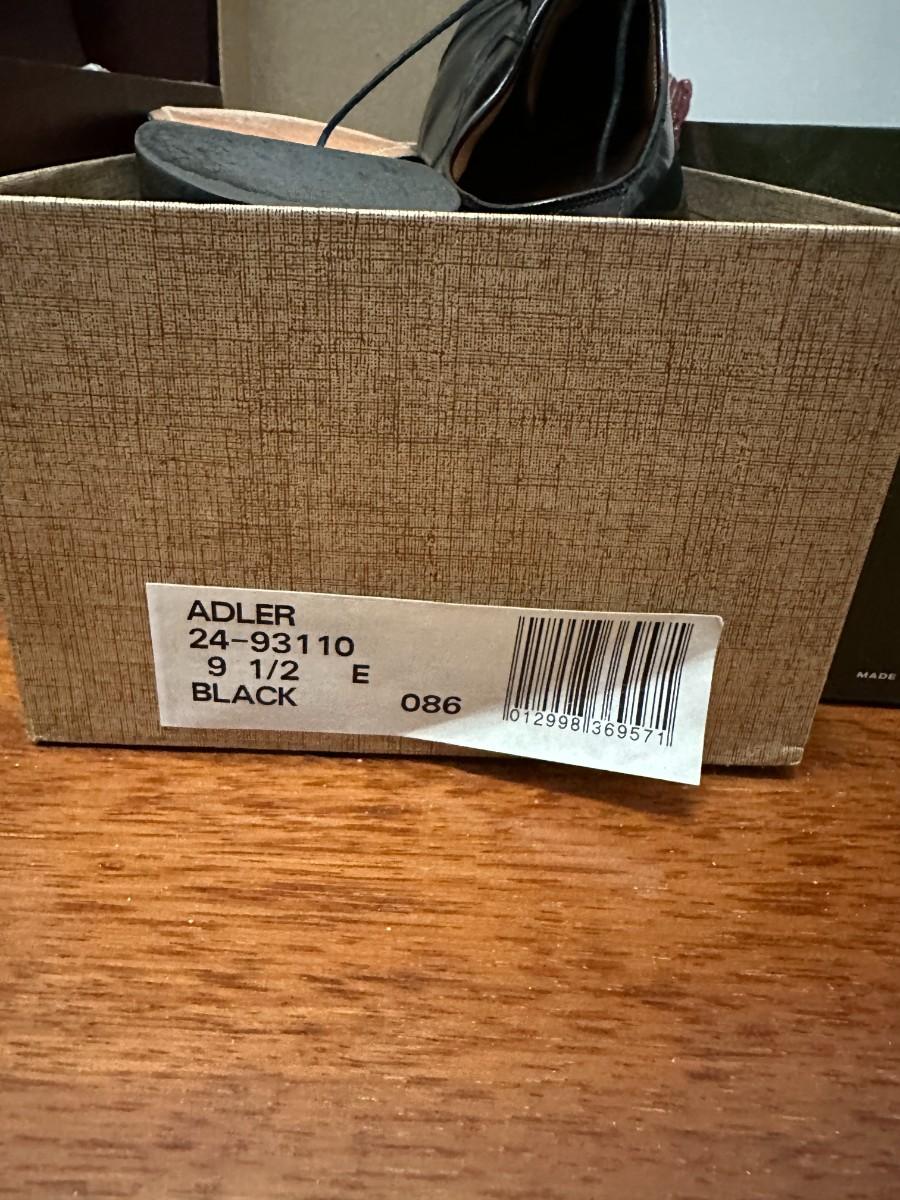 ADLER
24-93110
9 1/2 E
BLACK 086
012998 369571
MADE